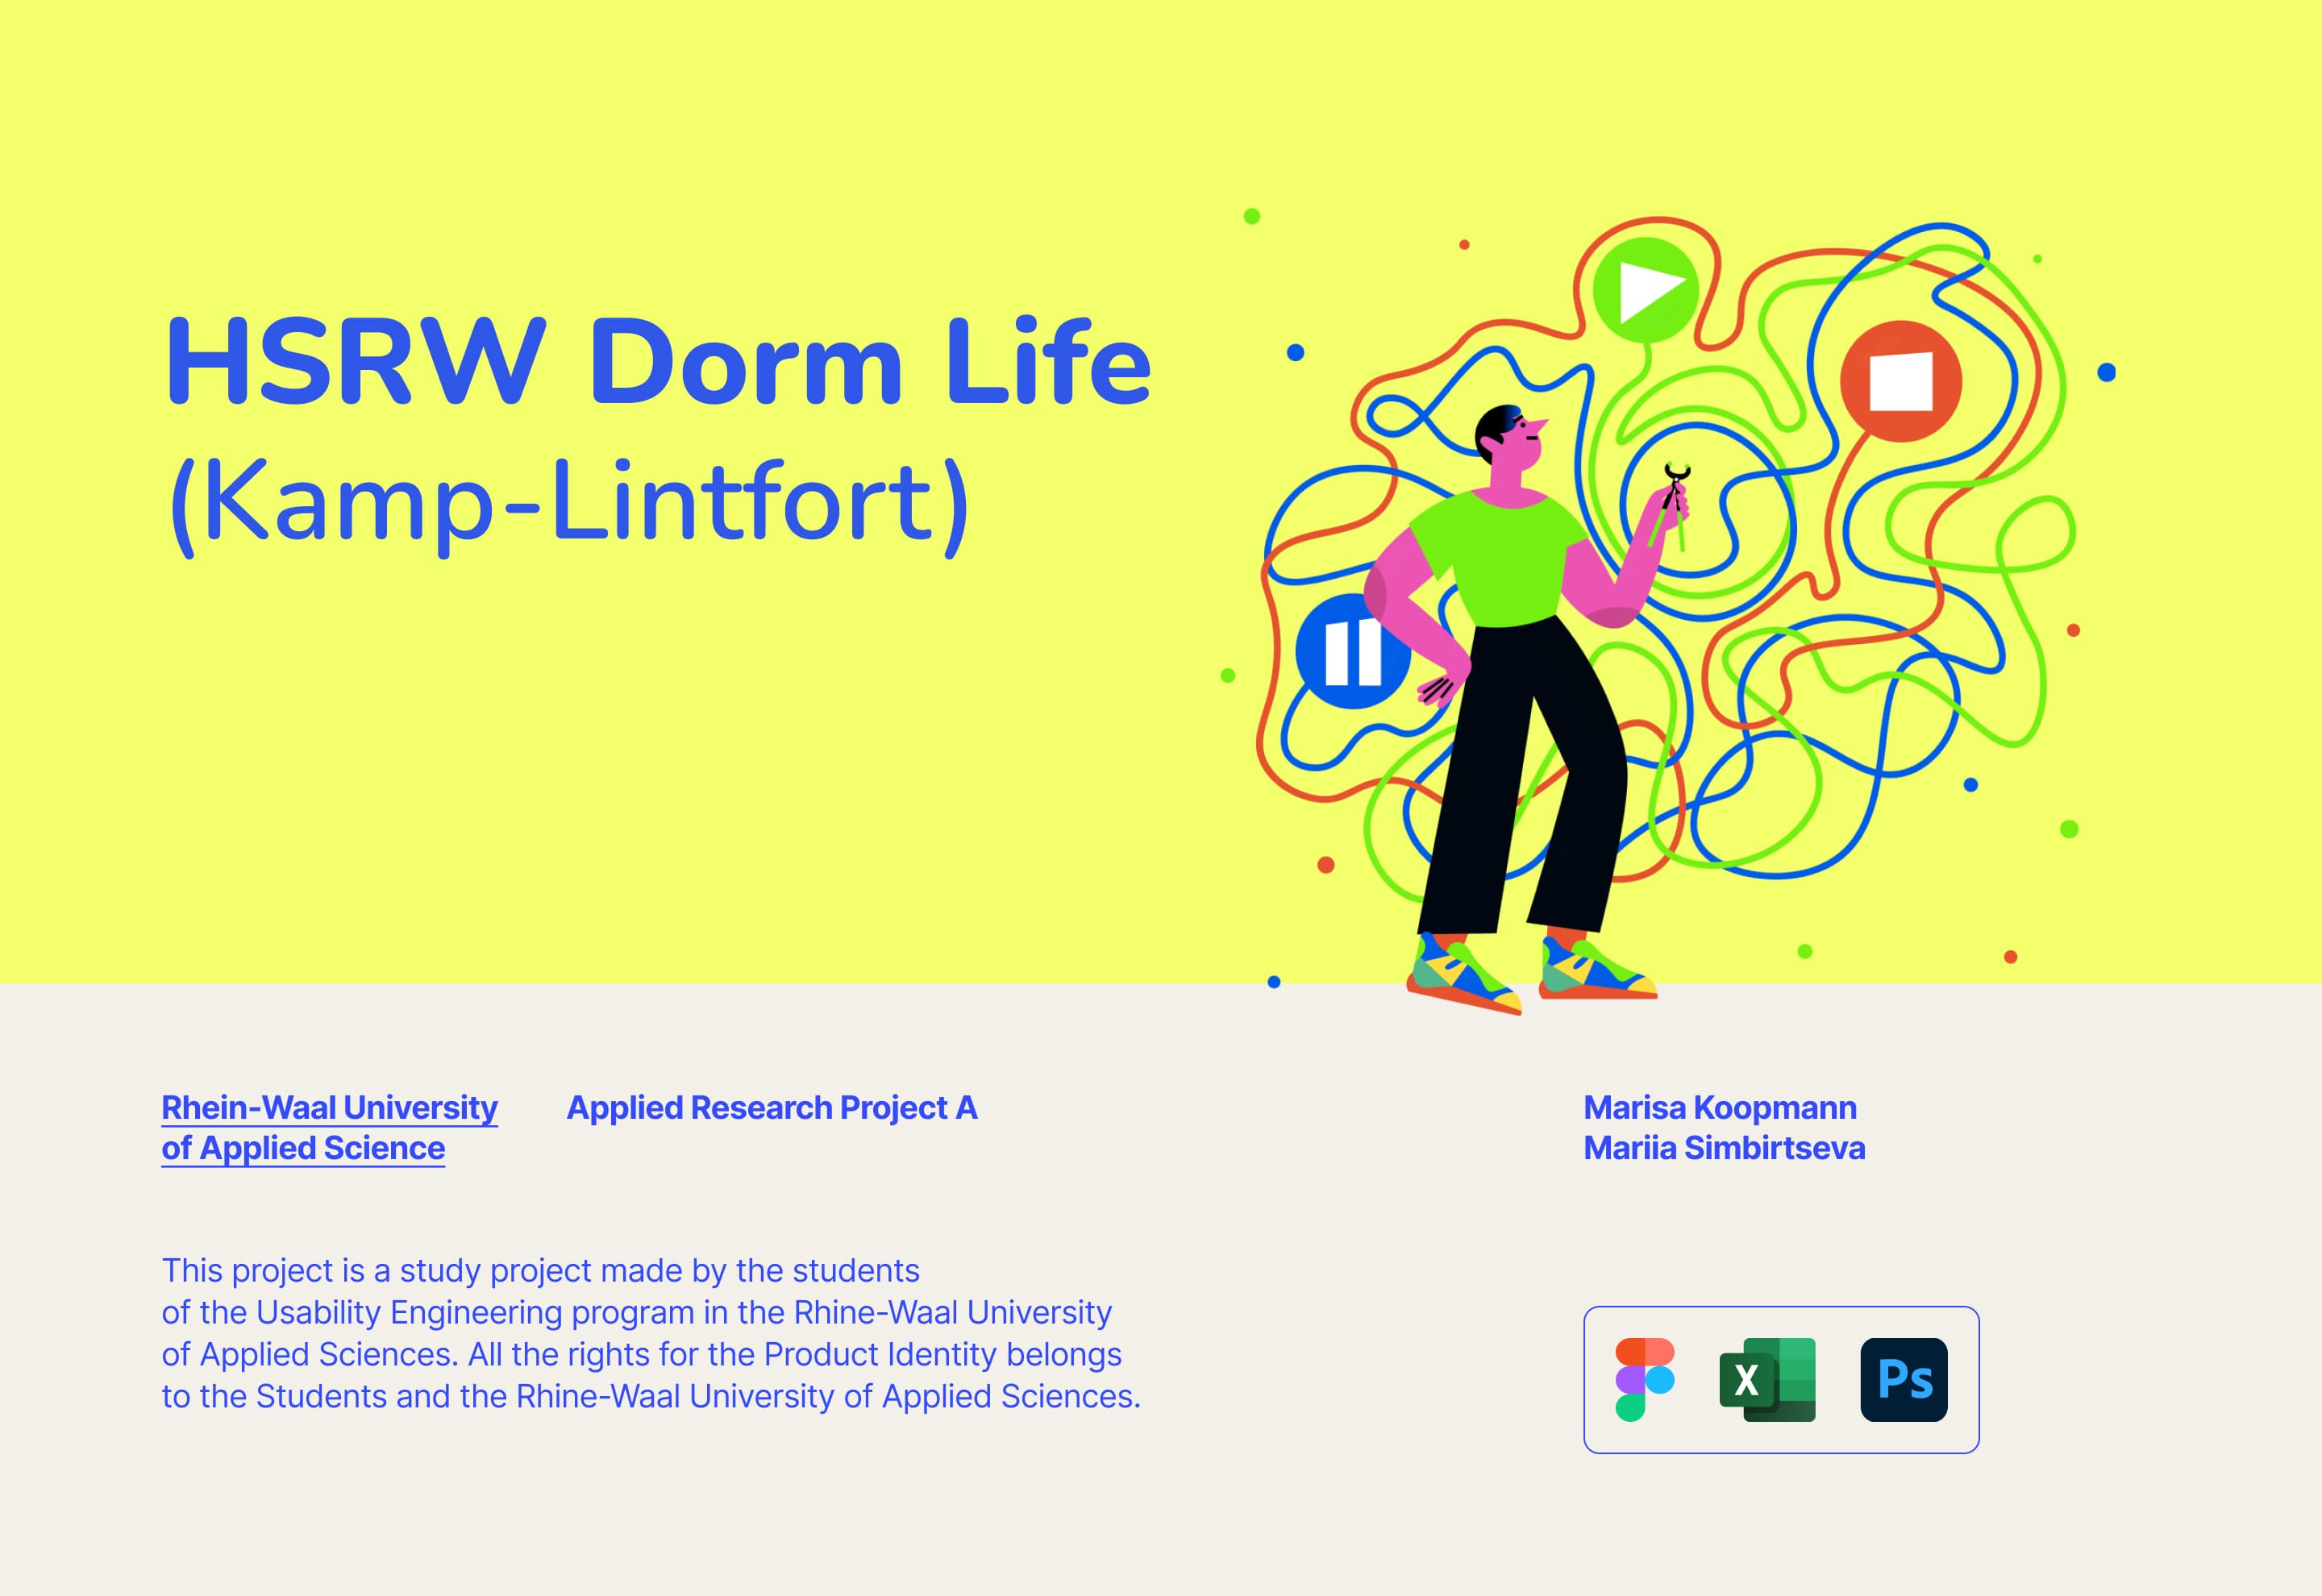 HSRW Dorm Life
(Kamp-Lintfort)
Rhein-Waal University
of Applied Science
Applied Research Project A
Marisa Koopmann
Mariia Simbirtseva
This project is a study project made by the students
of the Usability Engineering program in the Rhine-Waal University
of Applied Sciences. All the rights for the Product Identity belongs
to the Students and the Rhine-Waal University of Applied Sciences.
X
Ps